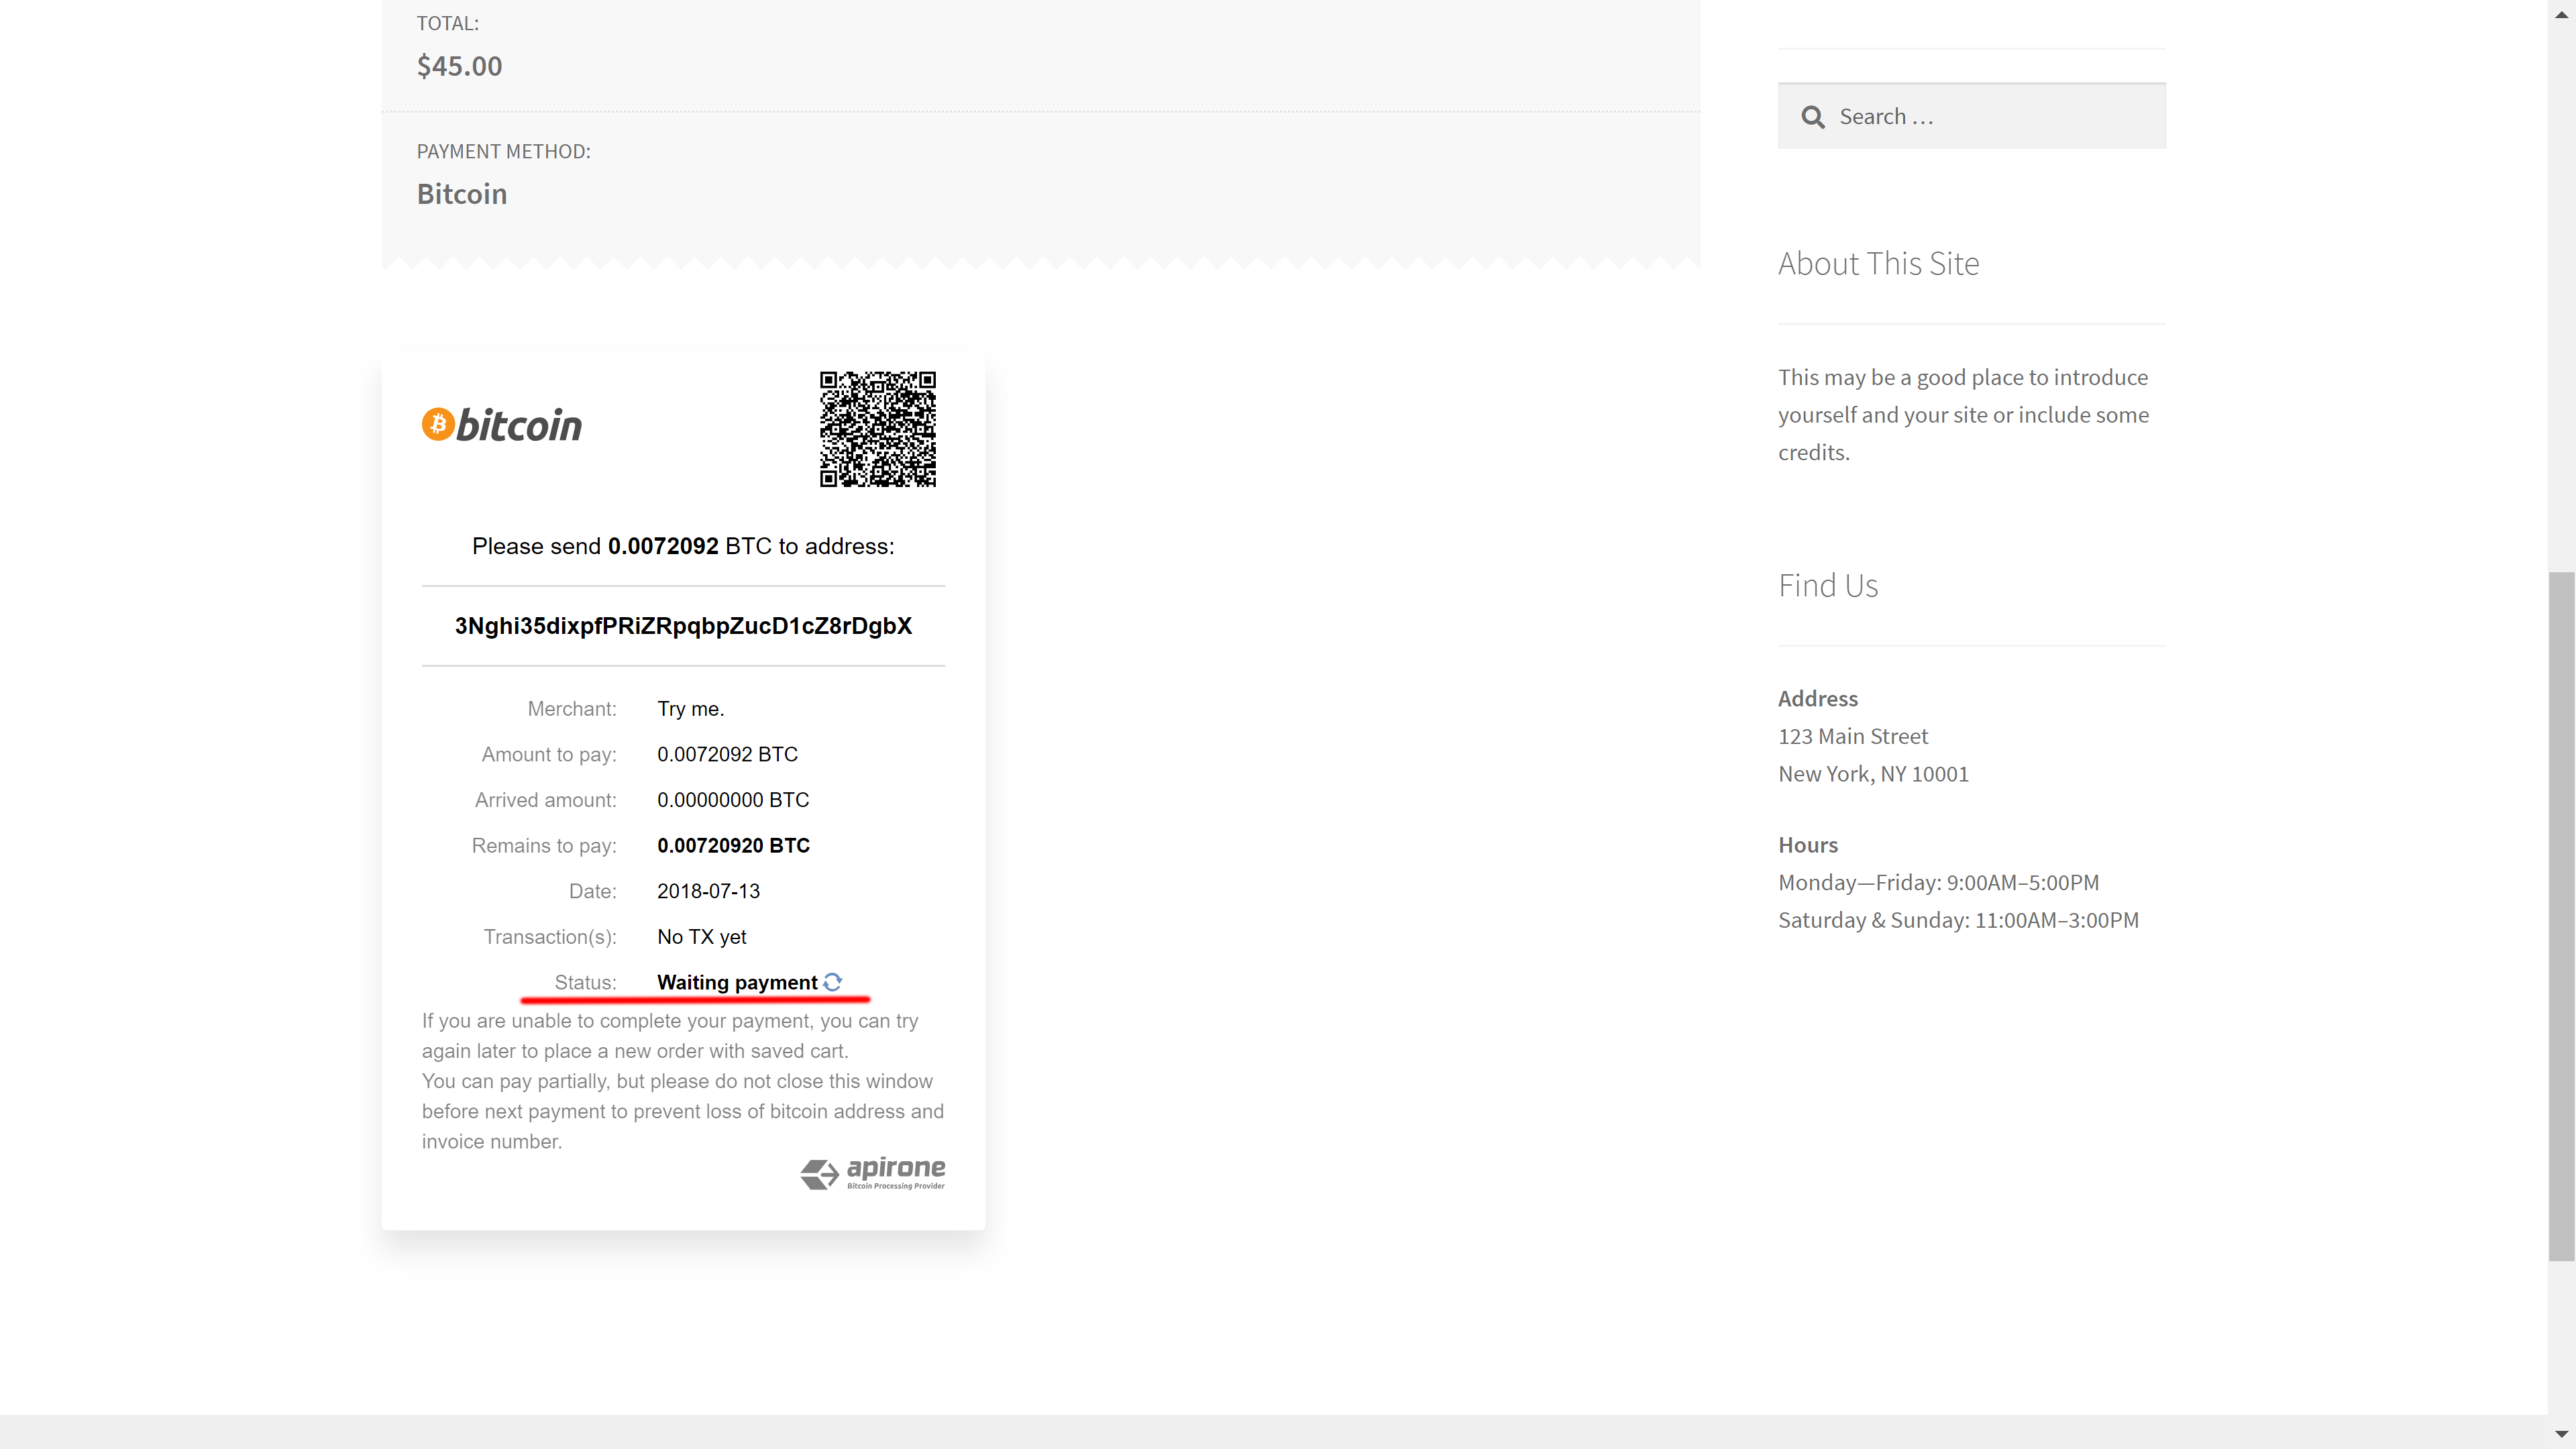 TOTAL:
$45.00
PAYMENT METHOD:
Bitcoin
bitcoin
Please send 0.0072092 BTC to address:
3Nghi35dixpfPRiZRpqbpZucD1cZ8rDgbX
Merchant: Try me.
Amount to pay: 0.0072092 BTC
Arrived amount: 0.00000000 BTC
Remains to pay: 0.00720920 BTC
Date: 2018-07-13
Transaction(s): No TX yet
Status: Waiting payment
If you are unable to complete your payment, you can try
again later to place a new order with saved cart.
You can pay partially, but please do not close this window
before next payment to prevent loss of bitcoin address and
invoice number.
apirone
Bitcoin Processing Provider
Search …
About This Site
This may be a good place to introduce
yourself and your site or include some
credits.
Find Us
Address
123 Main Street
New York, NY 10001
Hours
Monday—Friday: 9:00AM–5:00PM
Saturday & Sunday: 11:00AM–3:00PM